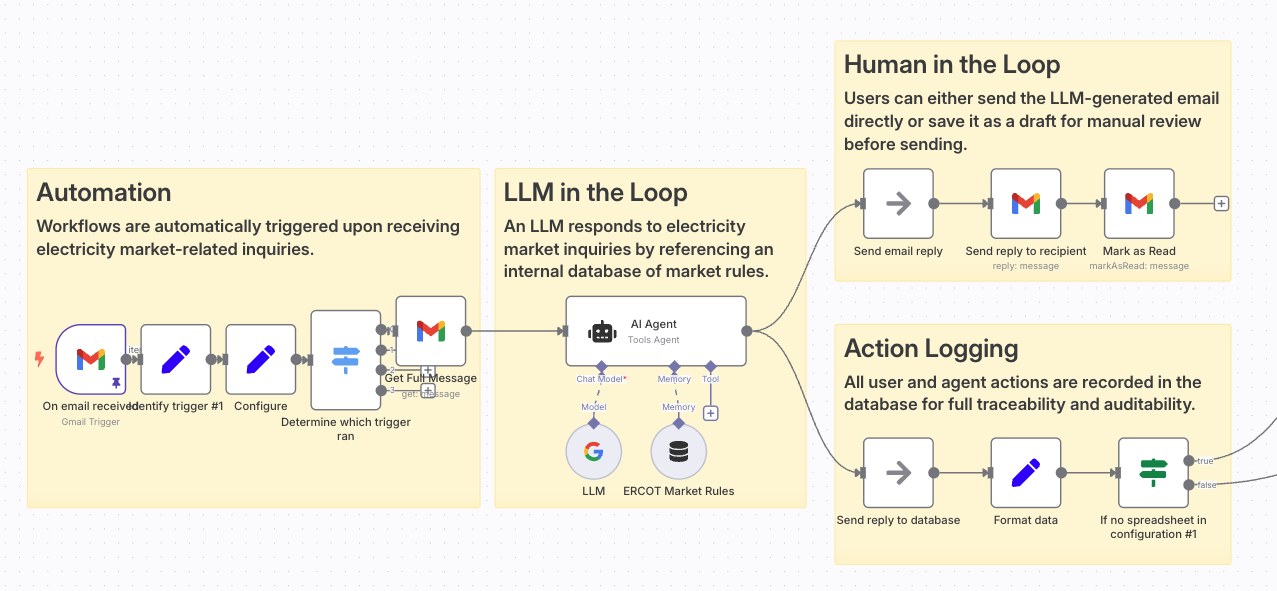 Human in the Loop
Users can either send the LLM-generated email
directly or save it as a draft for manual review
before sending.
Send email reply
Send reply to recipient
reply: message
Mark as Read
markAsRead: message
Automation
Workflows are automatically triggered upon receiving
electricity market-related inquiries.
On email received
Gmail Trigger
Identify trigger #1
Configure
Determine which trigger
ran
1
2
3
Get Full Message
get: message
LLM in the Loop
An LLM responds to electricity
market inquiries by referencing an
internal database of market rules.
AI Agent
Tools Agent
Chat Model*
Memory
Tool
Model
Memory
LLM
ERCOT Market Rules
Action Logging
All user and agent actions are recorded in the
database for full traceability and auditability.
Send reply to database
Format data
If no spreadsheet in
configuration #1
true
false